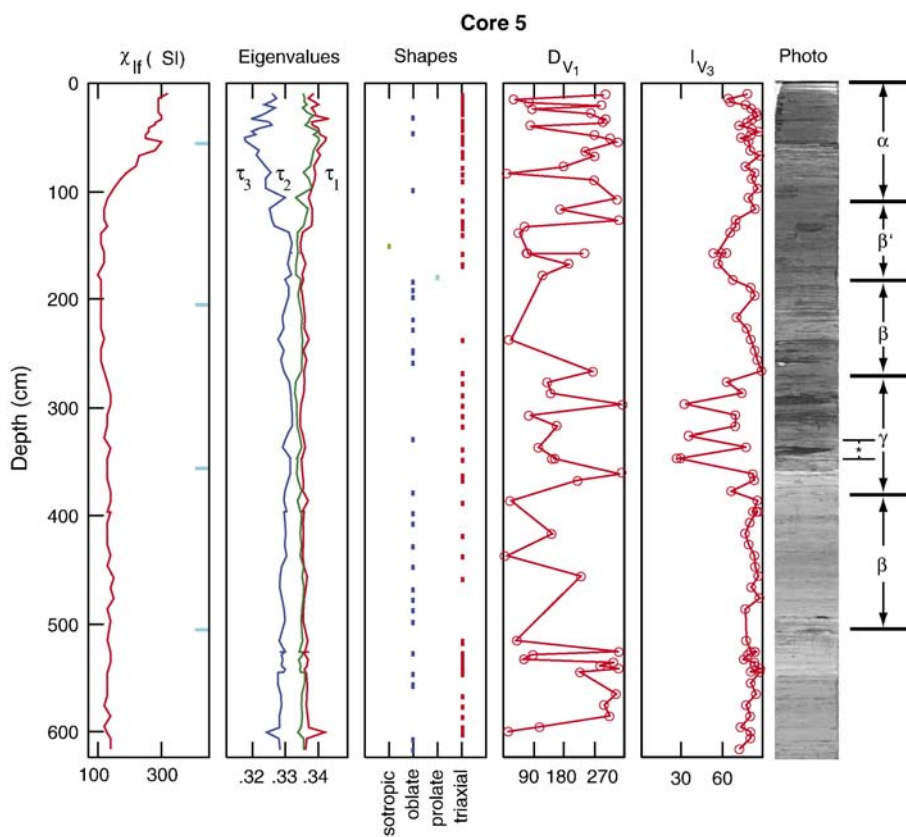 Core 5
χlf ( SI) Eigenvalues Shapes DV1 IV3 Photo
0
100
200
300
400
500
600
Depth (cm)
τ3 τ2 τ1
α
β'
β
γ
*
β
100 300
.32 .33 .34
sotropic
oblate
prolate
triaxial
90 180 270
30 60